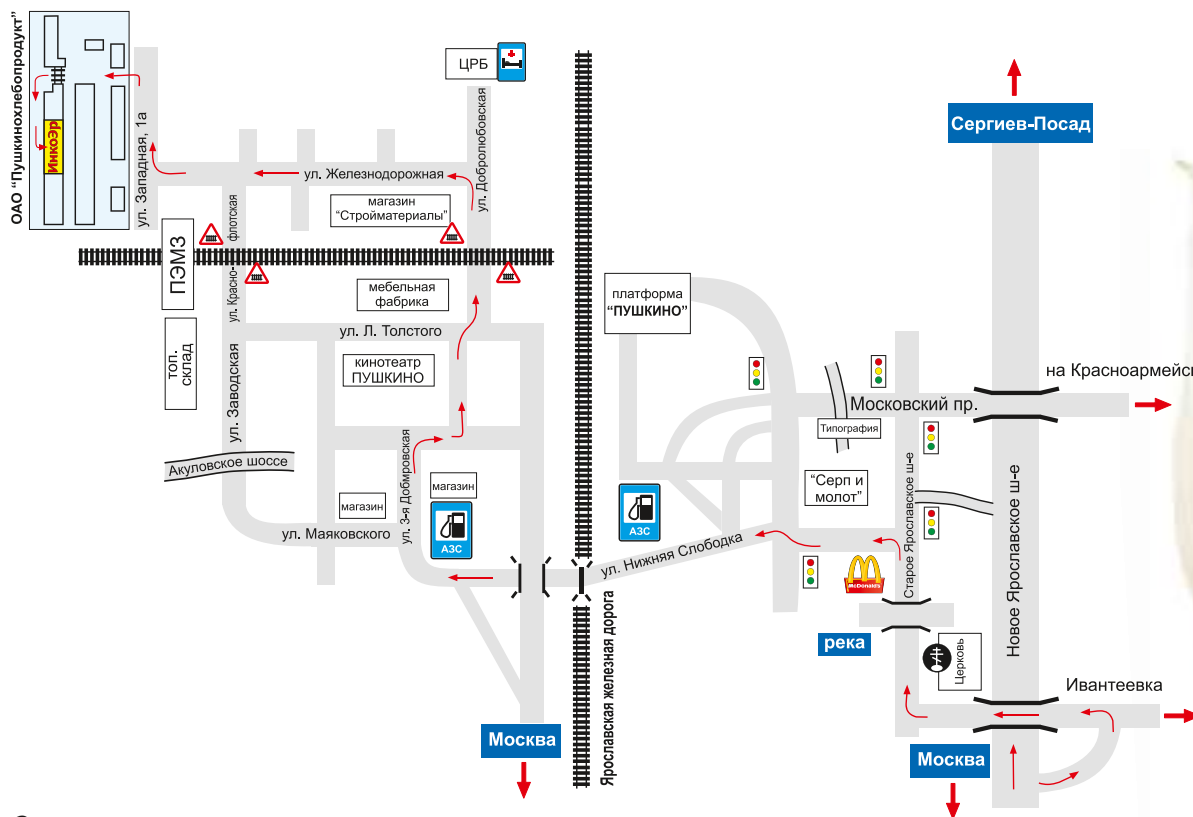 ОАО “Пушкинохлебопродукт”
ИнкоЭр
ул. Западная, 1а
ЦРБ
ул. Добролюбовская
ул. Железнодорожная
магазин
“Стройматериалы”
ПЭМЗ
ул. Красно-
флотская
мебельная
фабрика
ул. Л. Толстого
топ.
склад
кинотеатр
ПУШКИНО
ул. Заводская
Акуловское шоссе
ул. 3-я Добмровская
магазин
магазин
АЗС
ул. Маяковского
Москва
Ярославская железная дорога
ул. Нижняя Слободка
АЗС
платформа
“ПУШКИНО”
Сергиев-Посад
на Красноармейск
Московский пр.
Типография
“Серп и
молот”
Старое Ярославское ш-е
Новое Ярославское ш-е
McDonald's
река
Церковь
Ивантеевка
Москва